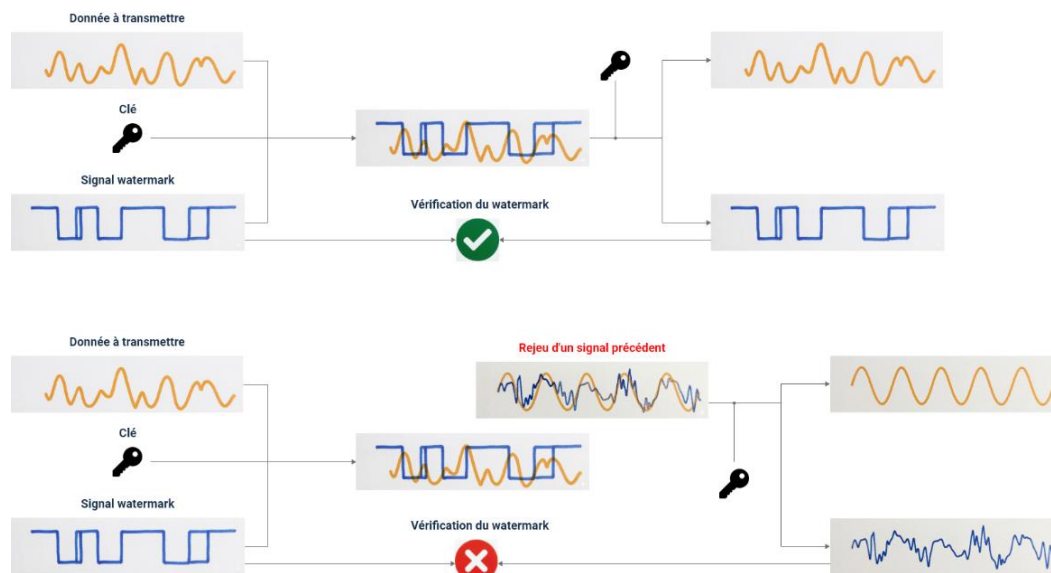 Donnée à transmettre
Clé
Signal watermark
Vérification du watermark
Donnée à transmettre
Rejeu d'un signal précédent
Clé
Signal watermark
Vérification du watermark